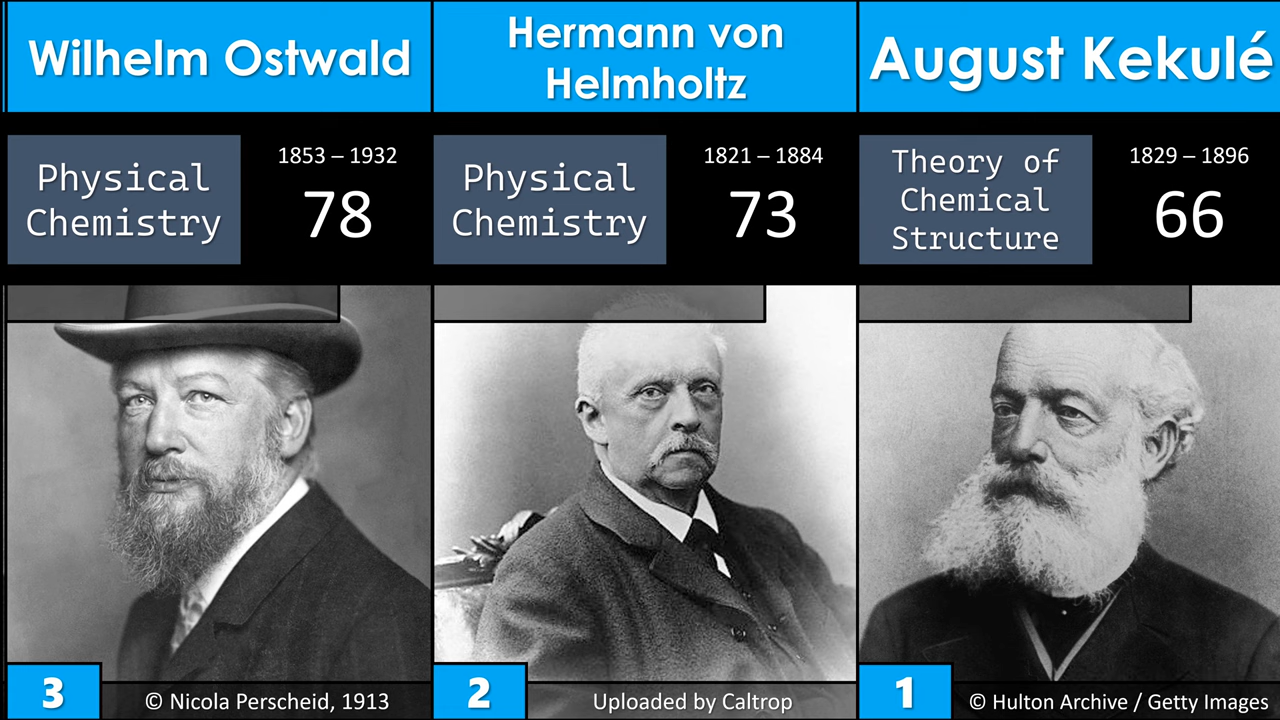 Wilhelm Ostwald
Physical
Chemistry
1853 – 1932
78
3
© Nicola Perscheid, 1913
Hermann von
Helmholtz
Physical
Chemistry
1821 – 1884
73
2
Uploaded by Caltrop
August Kekulé
Theory of
Chemical
Structure
1829 – 1896
66
1
© Hulton Archive / Getty Images